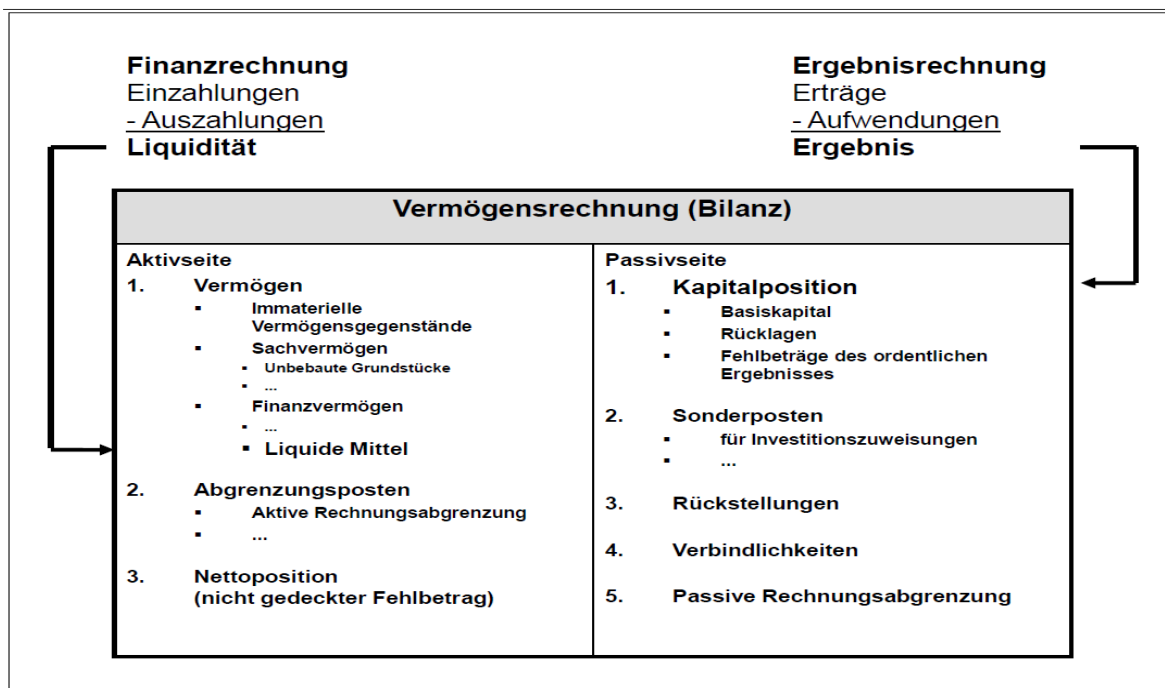 Finanzrechnung
Einzahlungen
- Auszahlungen
Liquidität
Ergebnisrechnung
Erträge
- Aufwendungen
Ergebnis
Vermögensrechnung (Bilanz)
Aktivseite
1. Vermögen
▪ Immaterielle
Vermögensgegenstände
▪ Sachvermögen
▪ Unbebaute Grundstücke
▪ ...
▪ Finanzvermögen
▪ ...
▪ Liquide Mittel
2. Abgrenzungsposten
▪ Aktive Rechnungsabgrenzung
▪ ...
3. Nettoposition
(nicht gedeckter Fehlbetrag)
Passivseite
1. Kapitalposition
▪ Basiskapital
▪ Rücklagen
▪ Fehlbeträge des ordentlichen
Ergebnisses
2. Sonderposten
▪ für Investitionszuweisungen
▪ ...
3. Rückstellungen
4. Verbindlichkeiten
5. Passive Rechnungsabgrenzung